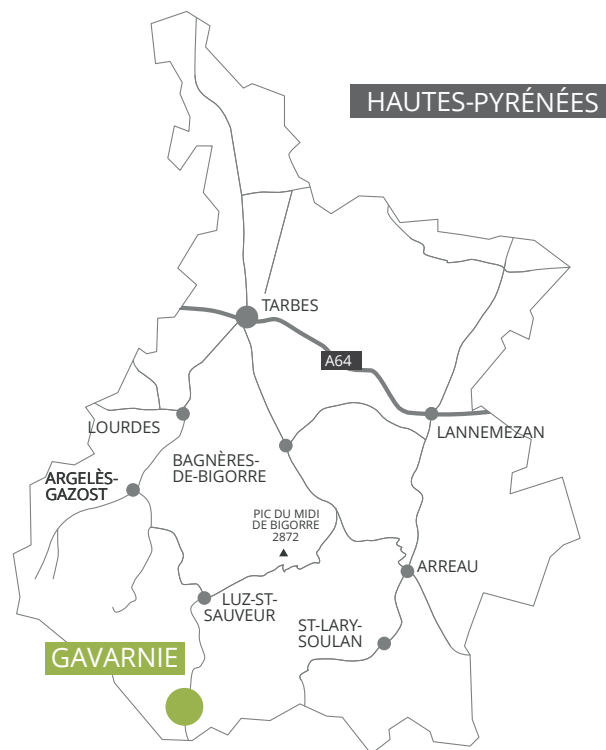 HAUTES-PYRÉNÉES
TARBES
A64
LOURDES
LANNEMEZAN
BAGNÈRES-
DE-BIGORRE
ARGELÈS-
GAZOST
PIC DU MIDI
DE BIGORRE
2872
ARREAU
LUZ-ST-
SAUVEUR
ST-LARY-
SOULAN
GAVARNIE